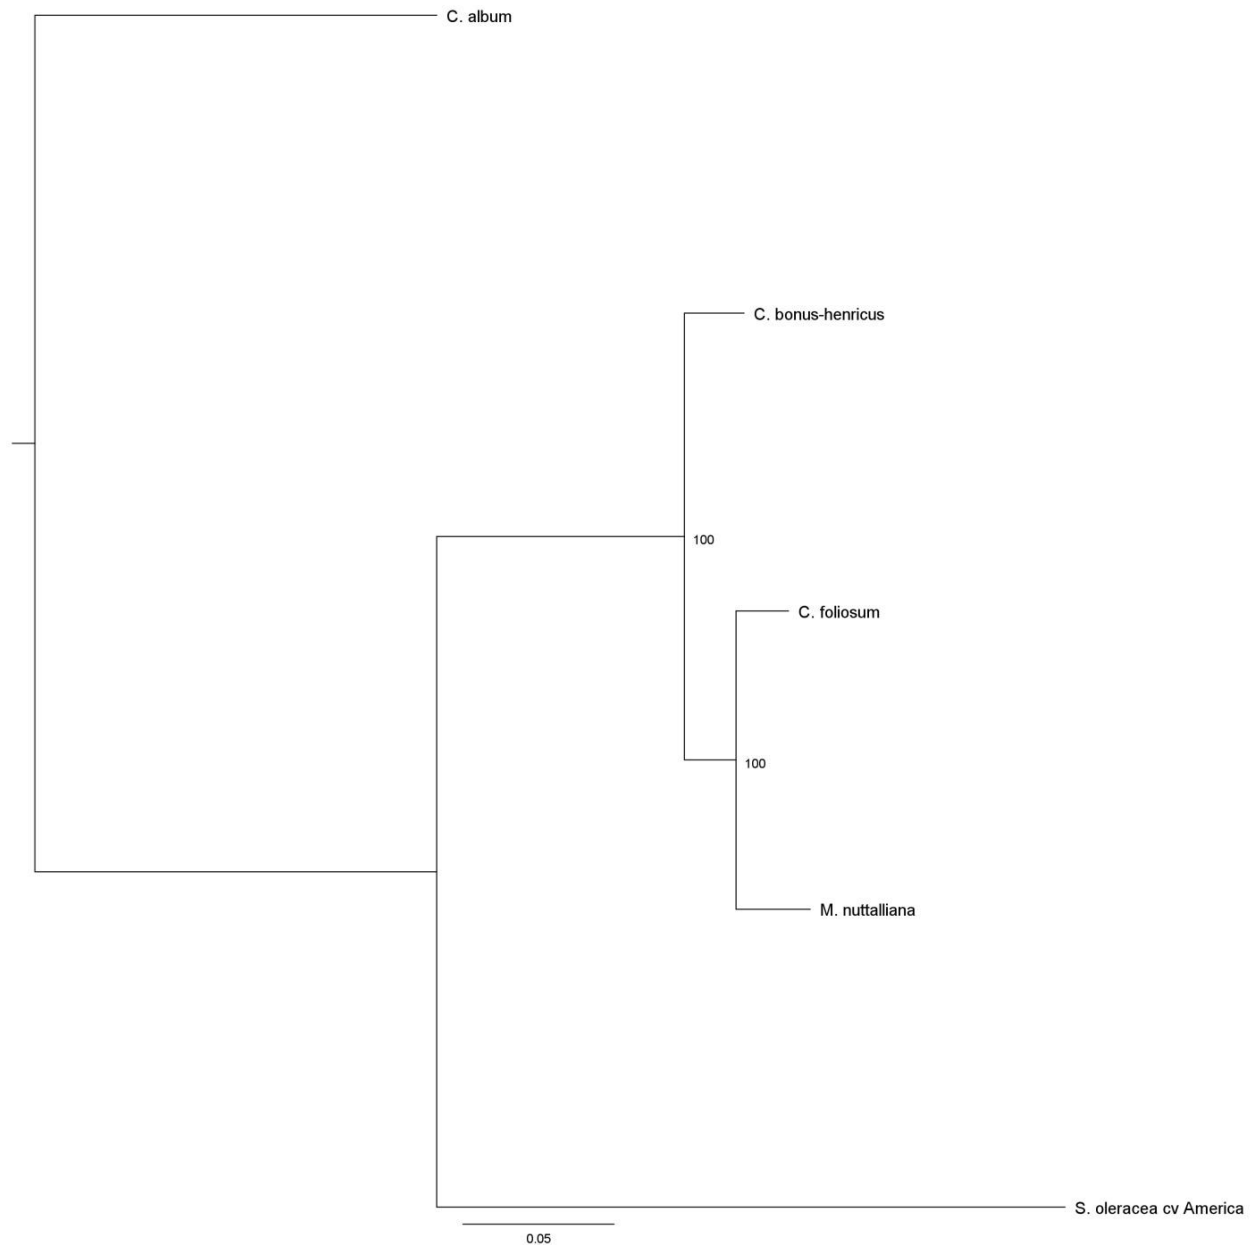 C. album
C. bonus-henricus
100
C. foliosum
100
M. nuttalliana
S. oleracea cv America
0.05